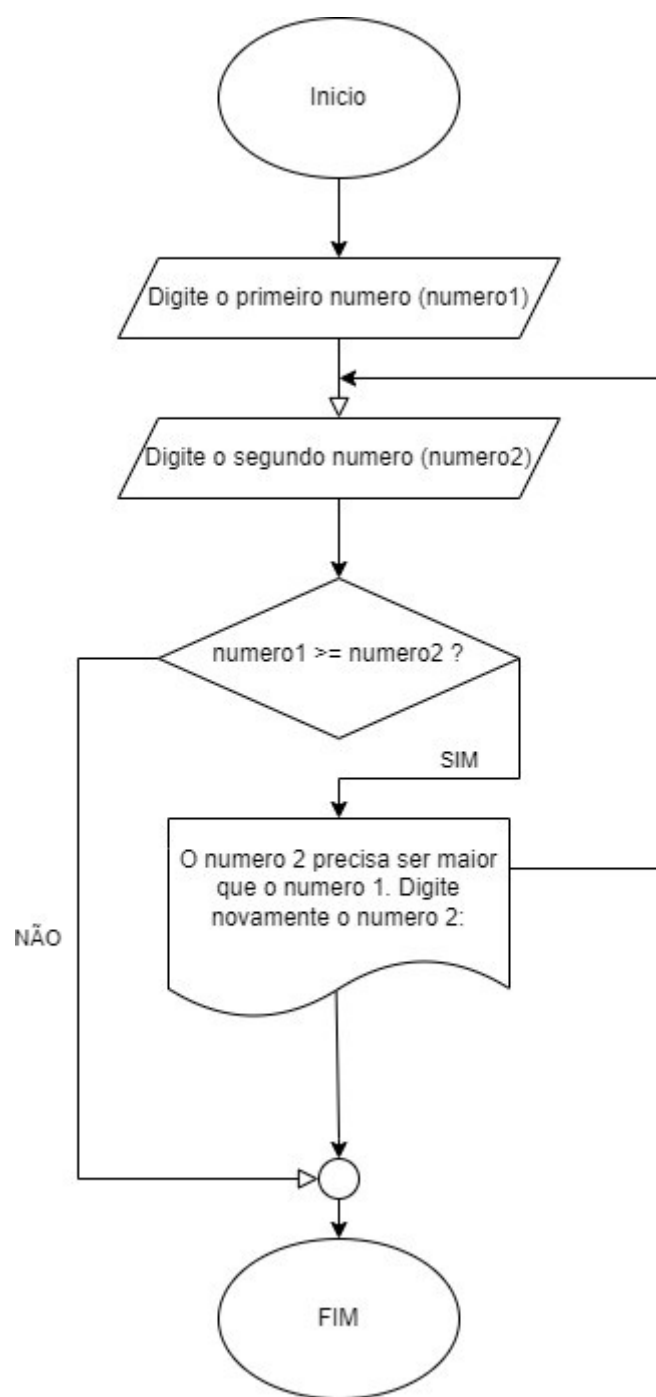 Inicio
Digite o primeiro numero (numero1)
Digite o segundo numero (numero2)
numero1 >= numero2 ?
SIM
O numero 2 precisa ser maior
que o numero 1. Digite
novamente o numero 2:
NÃO
FIM